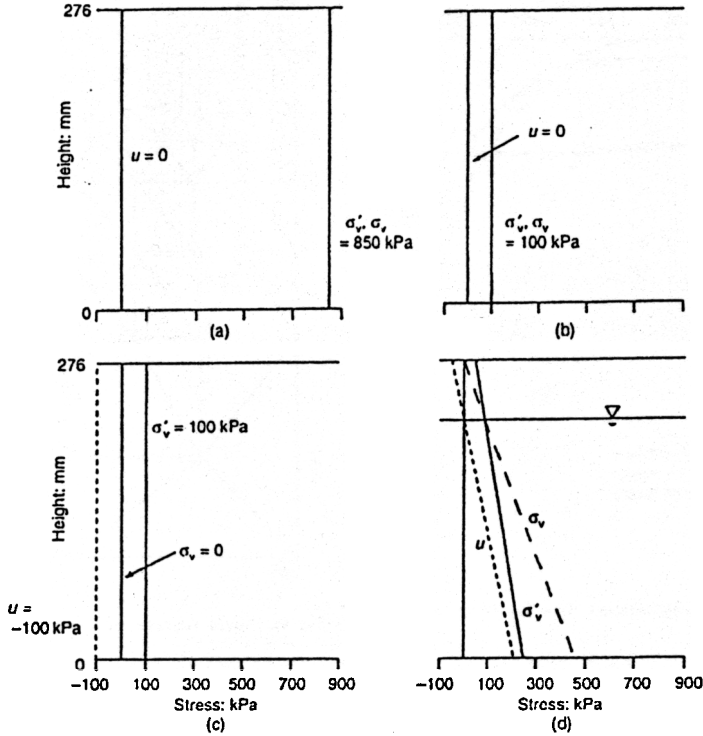 276
Height: mm
u = 0
σ′v, σv
= 850 kPa
0
(a)
u = 0
σ′v, σv
= 100 kPa
(b)
276
Height: mm
σ′v = 100 kPa
σv = 0
u =
−100 kPa
0
−100 100 300 500 700 900
Stress: kPa
(c)
σv
u
σ′v
−100 100 300 500 700 900
Stress: kPa
(d)